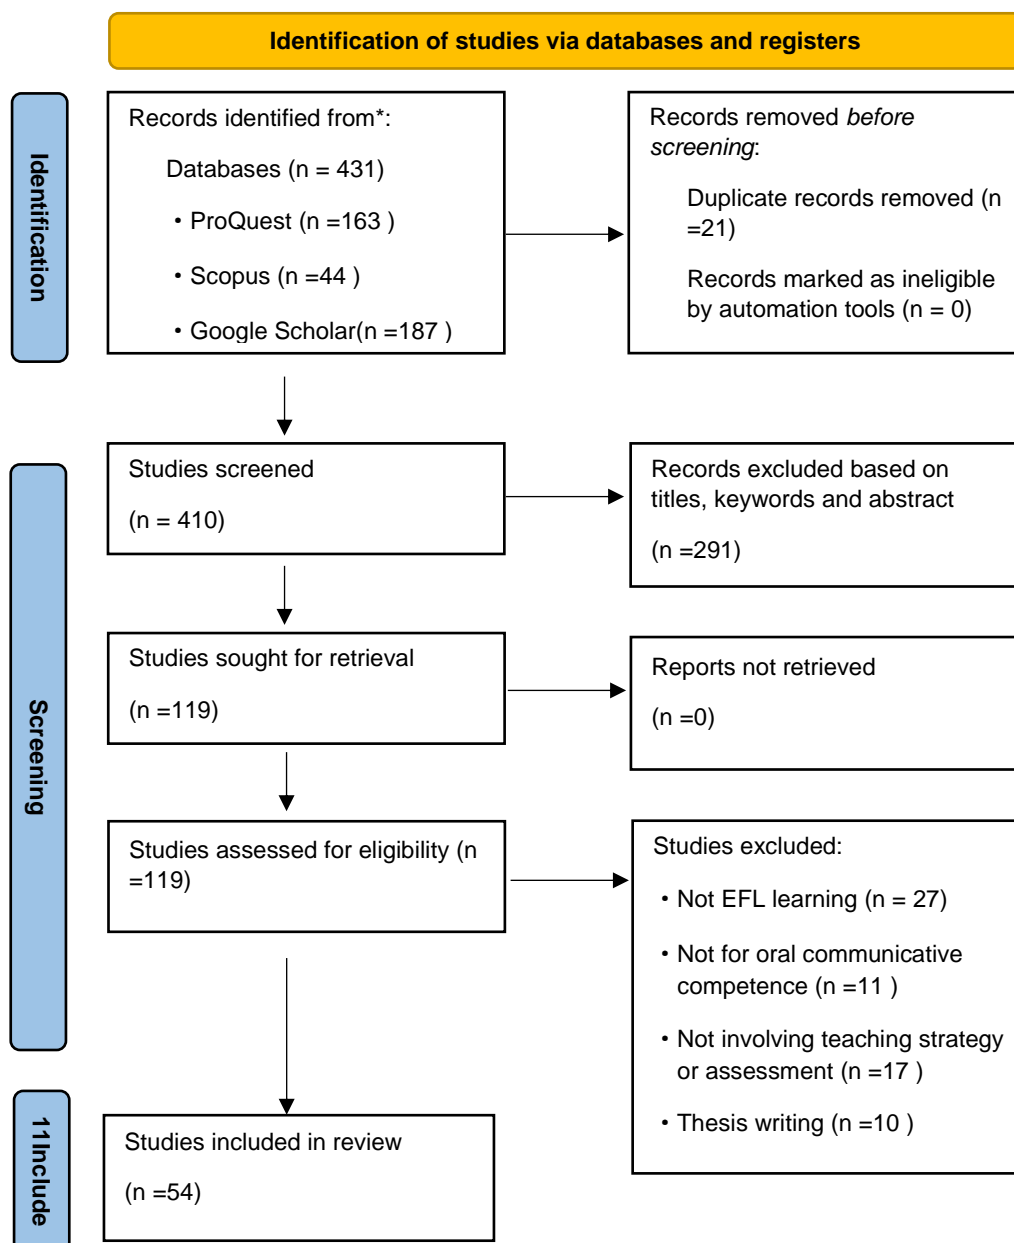 Identification of studies via databases and registers
Identification
Records identified from*:
Databases (n = 431)
• ProQuest (n =163 )
• Scopus (n =44 )
• Google Scholar(n =187 )
Records removed before
screening:
Duplicate records removed (n
=21)
Records marked as ineligible
by automation tools (n = 0)
Screening
Studies screened
(n = 410)
Records excluded based on
titles, keywords and abstract
(n =291)
Studies sought for retrieval
(n =119)
Reports not retrieved
(n =0)
Studies assessed for eligibility (n
=119)
Studies excluded:
• Not EFL learning (n = 27)
• Not for oral communicative
competence (n =11 )
• Not involving teaching strategy
or assessment (n =17 )
• Thesis writing (n =10 )
11Include
Studies included in review
(n =54)